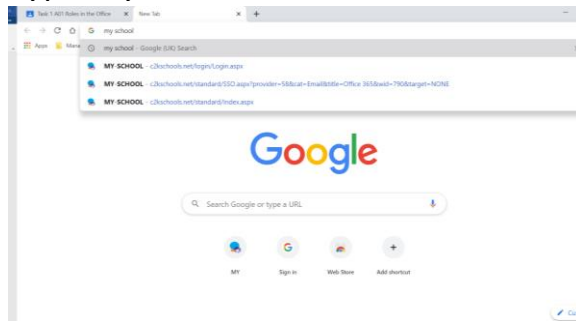 Task 1 A01 Roles in the Office
New Tab
my school
Apps
my school - Google (UK) Search
MY-SCHOOL - c2kschools.net/login/Login.aspx
MY-SCHOOL - c2kschools.net/standard/SSO.aspx?provider=58&cat=Email&title=Office 365&wid=790&target=NONE
MY-SCHOOL - c2kschools.net/standard/index.aspx
Google
Search Google or type a URL
MY
Sign in
Web Store
Add shortcut